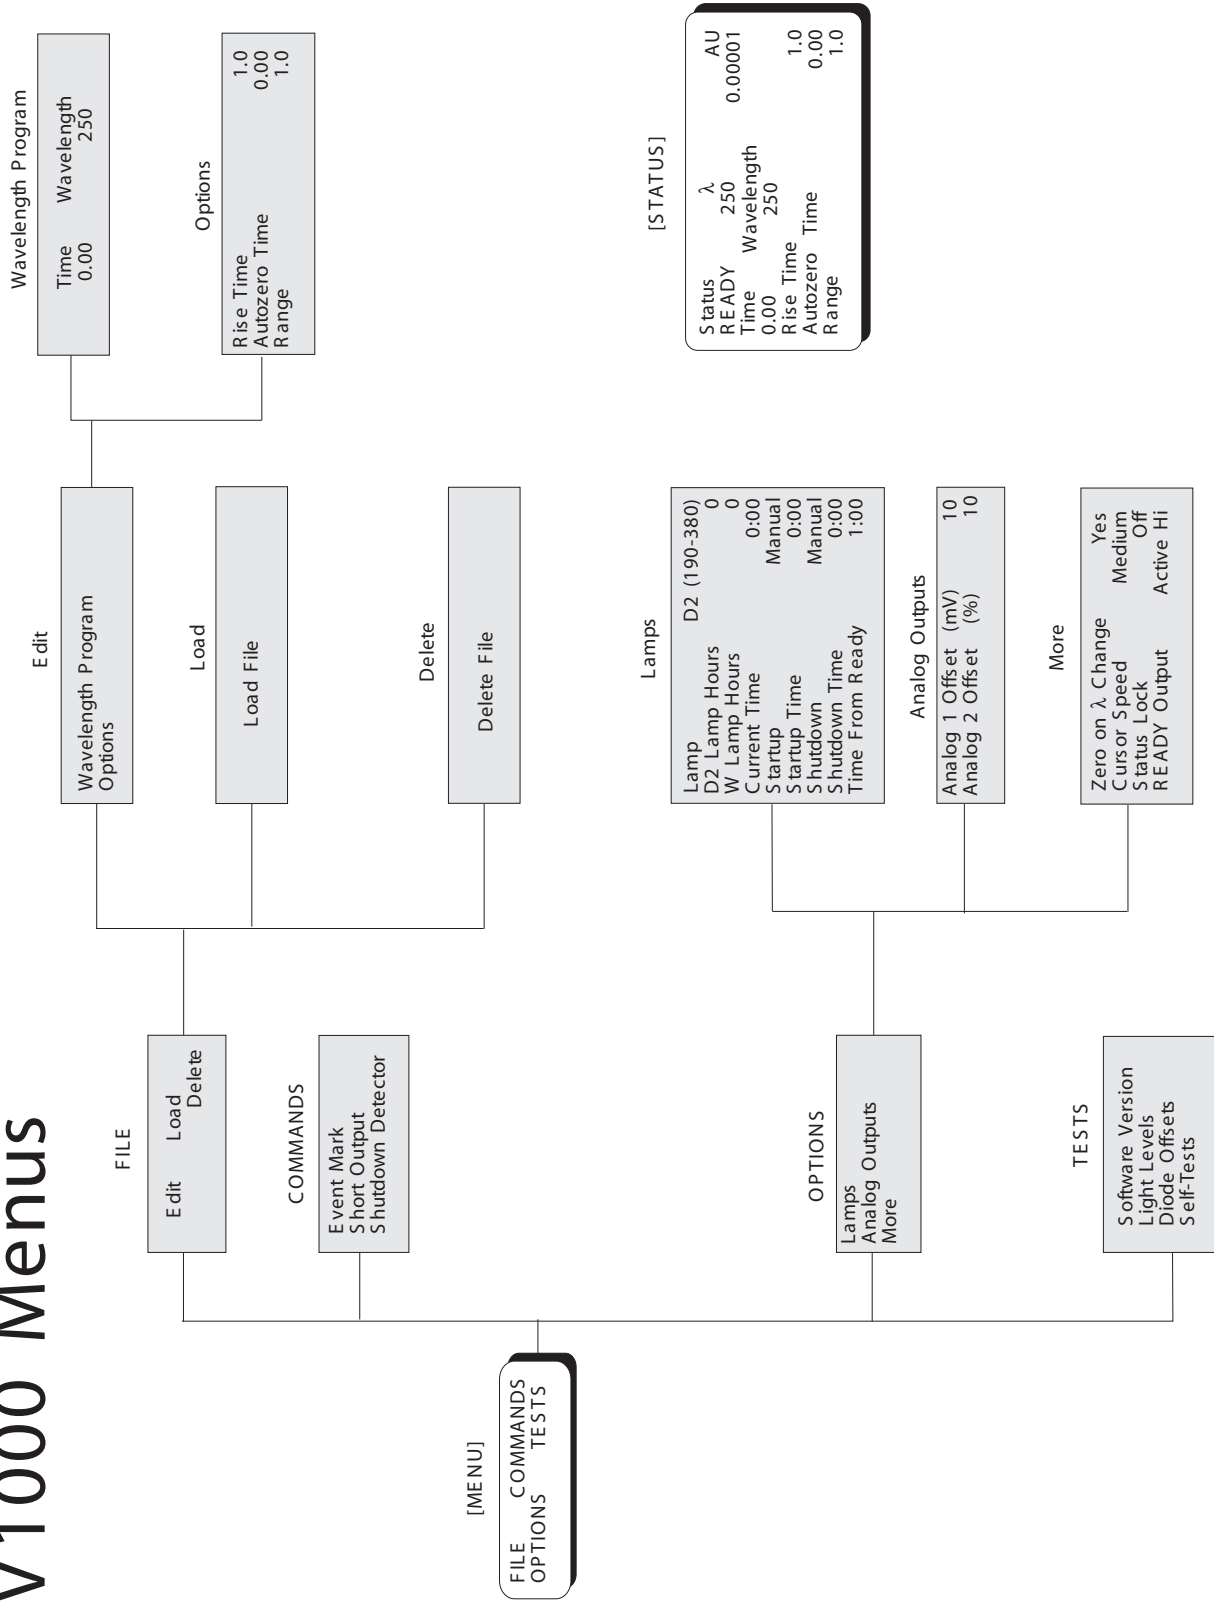 V1000 Menus
[MENU]
FILE COMMANDS
OPTIONS TESTS
FILE
Edit Load
Delete
COMMANDS
Event Mark
Short Output
Shutdown Detector
OPTIONS
Lamps
Analog Outputs
More
TESTS
Software Version
Light Levels
Diode Offsets
Self-Tests
Edit
Wavelength Program
Options
Load
Load File
Delete
Delete File
Lamps
Lamp D2 (190-380)
D2 Lamp Hours 0
W Lamp Hours 0
Current Time 0:00
Startup Manual
Startup Time 0:00
Shutdown Manual
Shutdown Time 0:00
Time From Ready 1:00
Analog Outputs
Analog 1 Offset (mV) 10
Analog 2 Offset (%) 10
More
Zero on λ Change Yes
Cursor Speed Medium
Status Lock Off
READY Output Active Hi
Wavelength Program
Time Wavelength
0.00 250
Options
Rise Time 1.0
Autozero Time 0.00
Range 1.0
[STATUS]
Status λ AU
READY 250 0.00001
Time Wavelength
0.00 250
Rise Time 1.0
Autozero Time 0.00
Range 1.0